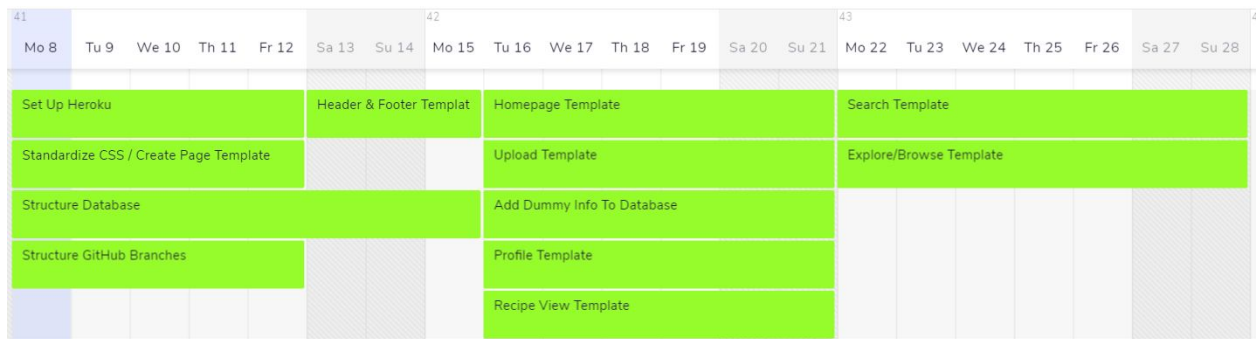 41 42 43
Mo 8 Tu 9 We 10 Th 11 Fr 12 Sa 13 Su 14 Mo 15 Tu 16 We 17 Th 18 Fr 19 Sa 20 Su 21 Mo 22 Tu 23 We 24 Th 25 Fr 26 Sa 27 Su 28
Set Up Heroku Header & Footer Templat Homepage Template Search Template
Standardize CSS / Create Page Template Upload Template Explore/Browse Template
Structure Database Add Dummy Info To Database
Structure GitHub Branches Profile Template
Recipe View Template